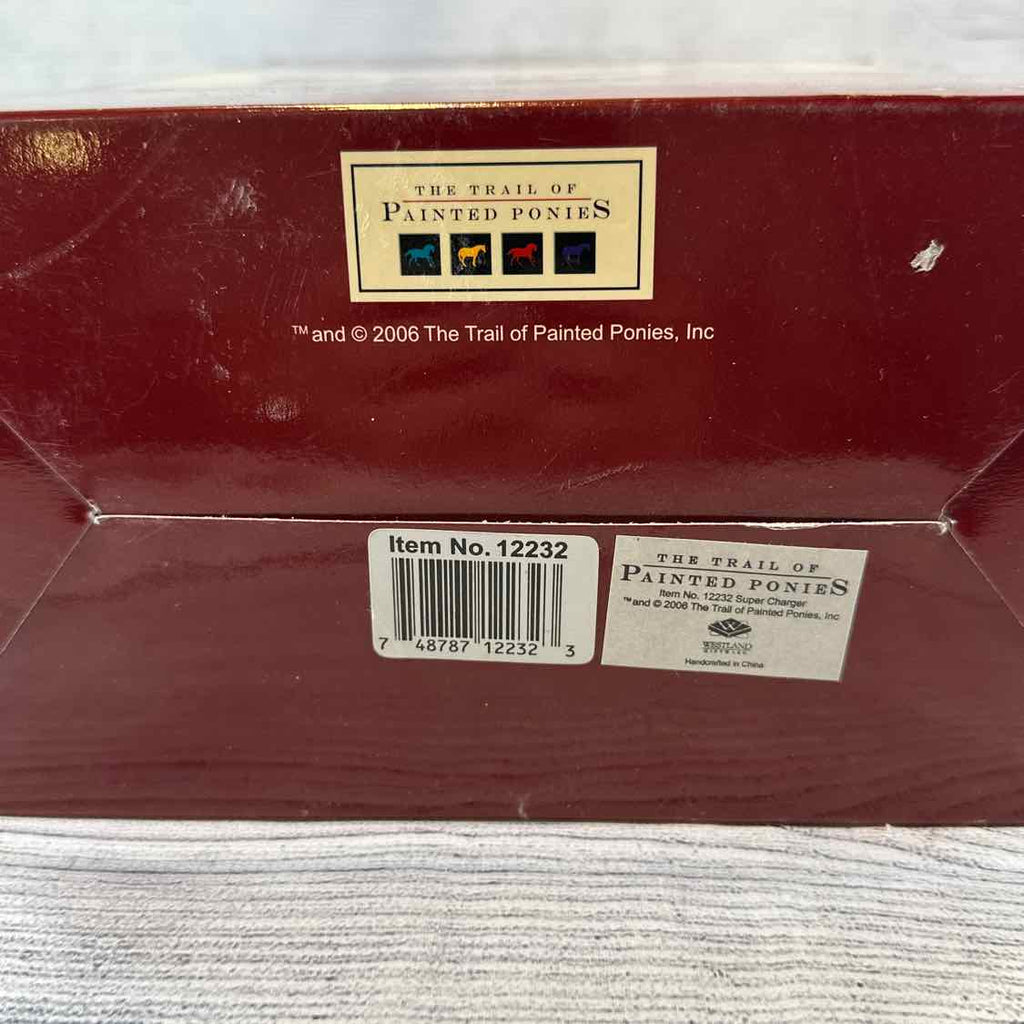 THE TRAIL OF
PAINTED PONIES
™ and © 2006 The Trail of Painted Ponies, Inc
Item No. 12232
7 48787 12232 3
THE TRAIL OF
PAINTED PONIES
Item No. 12232 Super Charger
™and © 2006 The Trail of Painted Ponies, Inc
WESTLAND
GIFTWARE
Handcrafted in China